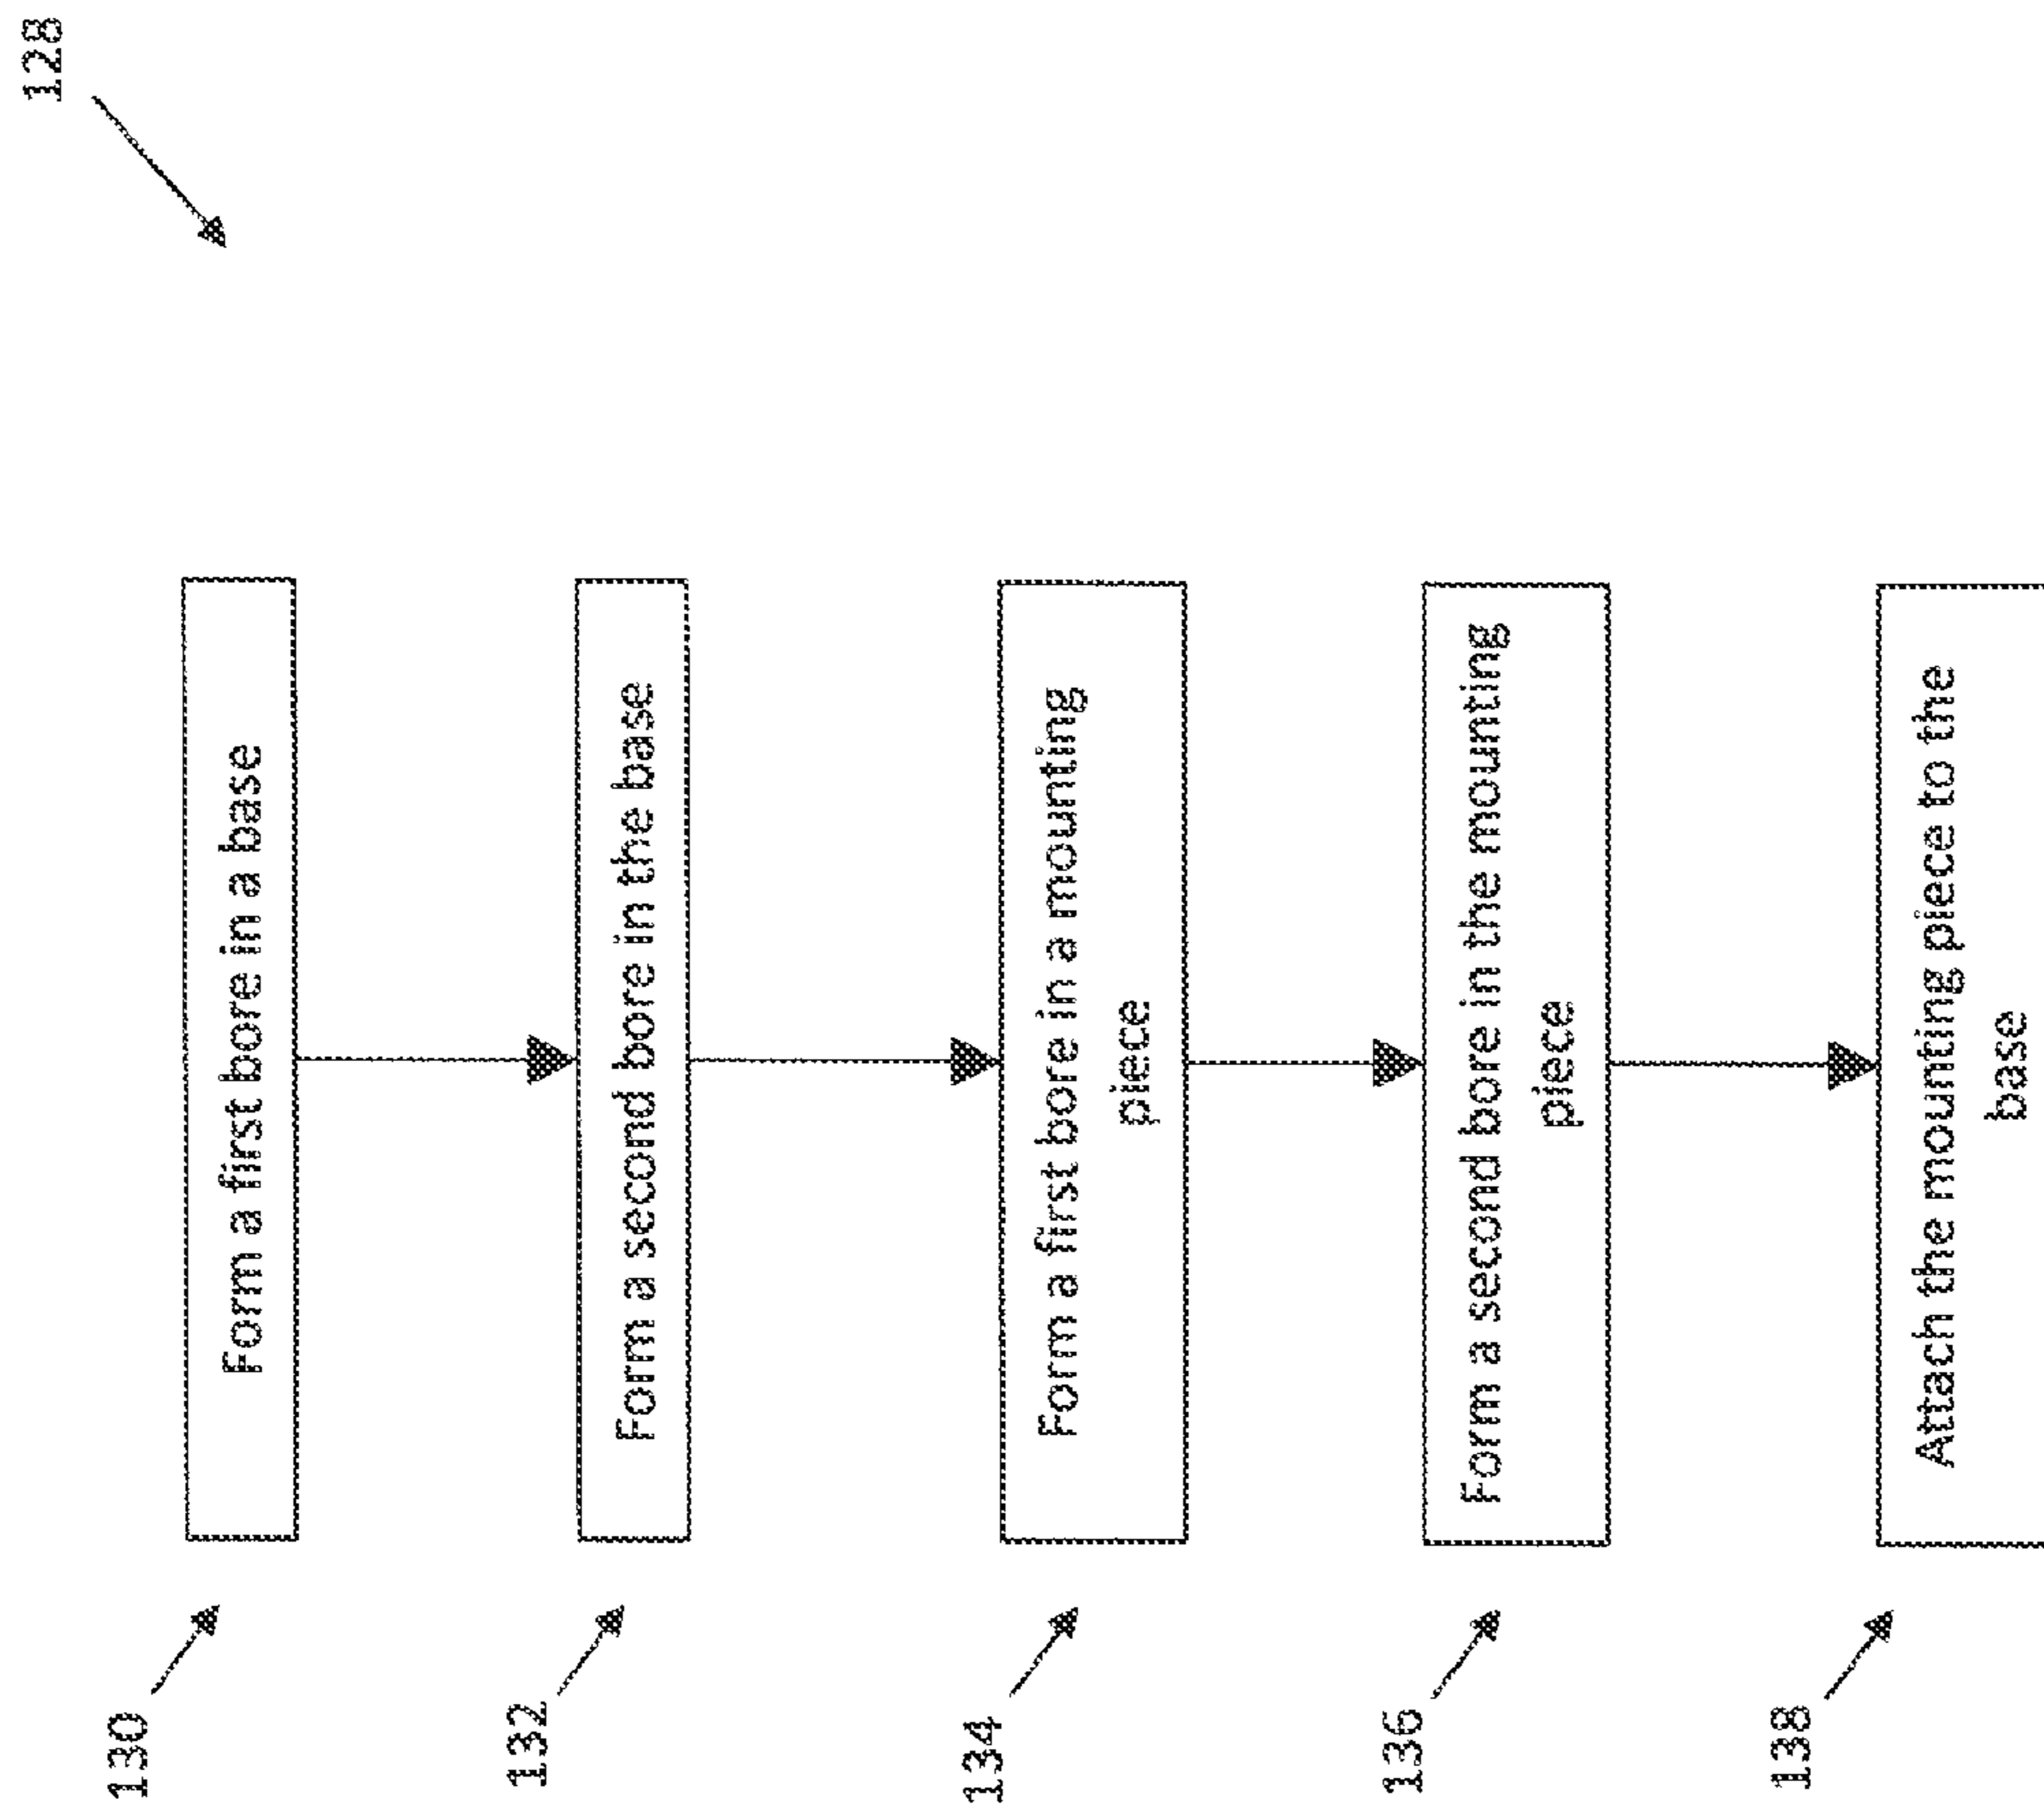 128
130
Form a first bore in a base
132
Form a second bore in the base
134
Form a first bore in a mounting
piece
136
Form a second bore in the mounting
piece
138
Attach the mounting piece to the
base